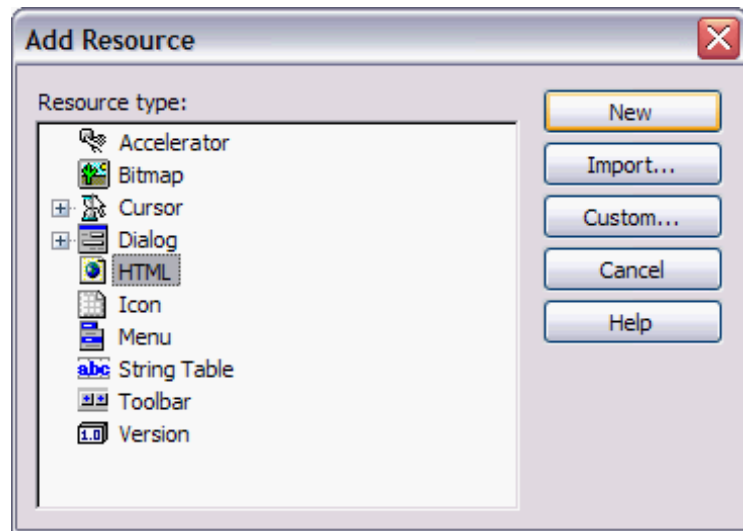 Add Resource
Resource type:
Accelerator
Bitmap
Cursor
Dialog
HTML
Icon
Menu
abc String Table
Toolbar
1.0 Version
New
Import...
Custom...
Cancel
Help